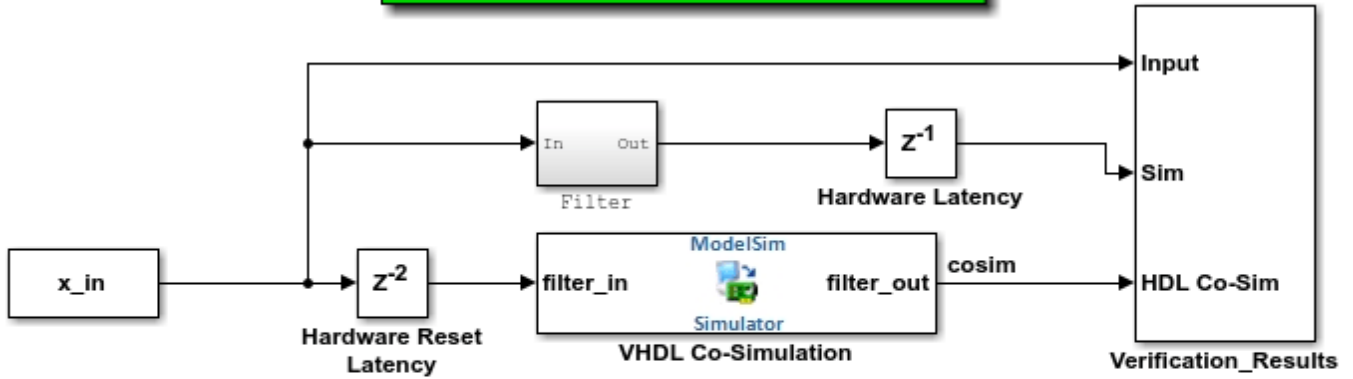 Input
In
Out
Z-1
Sim
Filter
Hardware Latency
x_in
Z-2
ModelSim
filter_in
filter_out
Simulator
cosim
HDL Co-Sim
Hardware Reset
Latency
VHDL Co-Simulation
Verification_Results